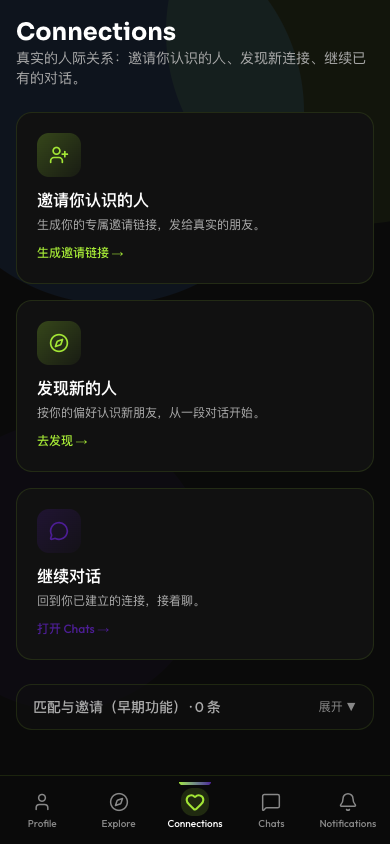 Connections
真实的人际关系：邀请你认识的人、发现新连接、继续已
有的对话。
邀请你认识的人
生成你的专属邀请链接，发给真实的朋友。
生成邀请链接 →
发现新的人
按你的偏好认识新朋友，从一段对话开始。
去发现 →
继续对话
回到你已建立的连接，接着聊。
打开 Chats →
匹配与邀请（早期功能）· 0 条 展开 ▼
Profile Explore Connections Chats Notifications